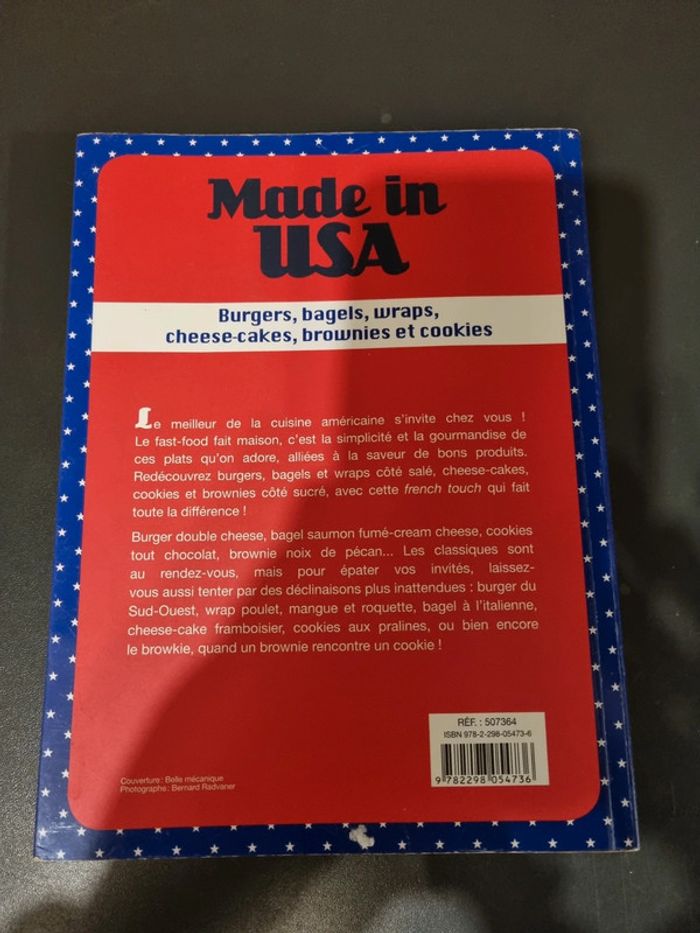 Made in
USA
Burgers, bagels, wraps,
cheese-cakes, brownies et cookies
Le meilleur de la cuisine américaine s'invite chez vous !
Le fast-food fait maison, c'est la simplicité et la gourmandise de
ces plats qu'on adore, alliées à la saveur de bons produits.
Redécouvrez burgers, bagels et wraps côté salé, cheese-cakes,
cookies et brownies côté sucré, avec cette french touch qui fait
toute la différence !
Burger double cheese, bagel saumon fumé-cream cheese, cookies
tout chocolat, brownie noix de pécan... Les classiques sont
au rendez-vous, mais pour épater vos invités, laissez-
vous aussi tenter par des déclinaisons plus inattendues : burger du
Sud-Ouest, wrap poulet, mangue et roquette, bagel à l'italienne,
cheese-cake framboisier, cookies aux pralines, ou bien encore
le browkie, quand un brownie rencontre un cookie !
RÉF. : 507364
ISBN 978-2-298-05473-6
9 782298 054736
Couverture : Belle mécanique
Photographe : Bernard Radvaner